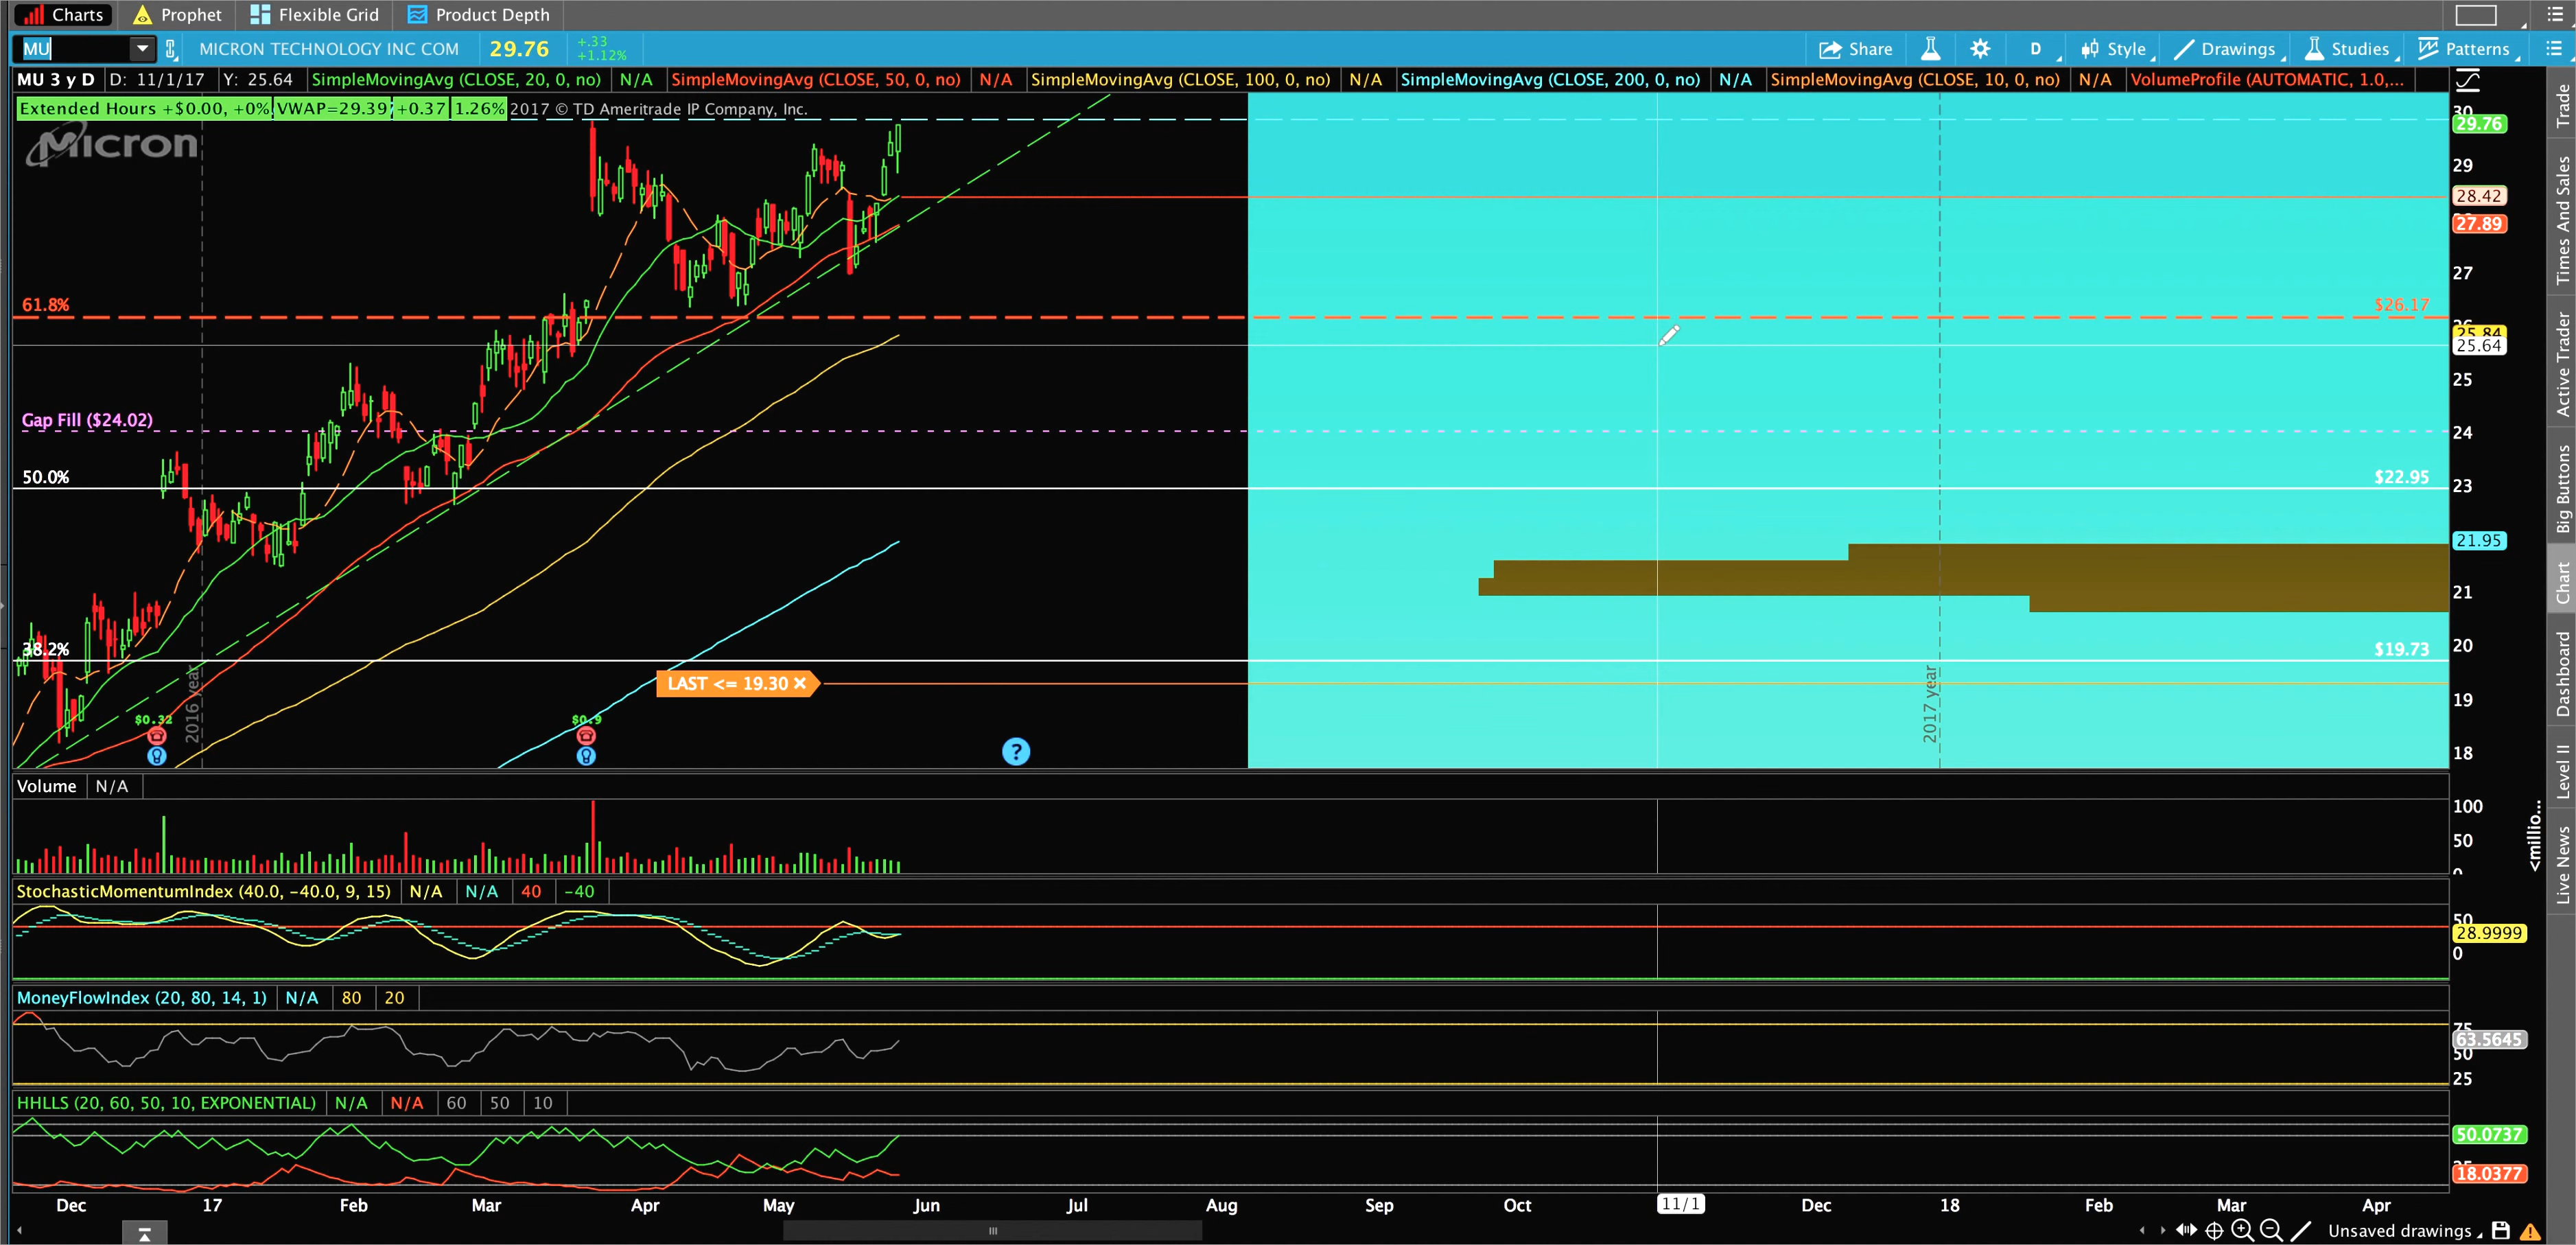 Charts Prophet Flexible Grid Product Depth
MU MICRON TECHNOLOGY INC COM 29.76 +.33 +1.12% Share D Style Drawings Studies Patterns
MU 3 y D D: 11/1/17 Y: 25.64 SimpleMovingAvg (CLOSE, 20, 0, no) N/A SimpleMovingAvg (CLOSE, 50, 0, no) N/A SimpleMovingAvg (CLOSE, 100, 0, no) N/A SimpleMovingAvg (CLOSE, 200, 0, no) N/A SimpleMovingAvg (CLOSE, 10, 0, no) N/A VolumeProfile (AUTOMATIC, 1.0,...
Extended Hours +$0.00, +0% VWAP=29.39 +0.37 1.26% 2017 © TD Ameritrade IP Company, Inc.
Micron
30
29.76
29
28.42
27.89
27
61.8% $26.17
25.84
25.64
25
Gap Fill ($24.02)
24
50.0% $22.95
23
21.95
21
20
38.2% $19.73
LAST <= 19.30
19
$0.32 $0.9
2016 year 2017 year
?
18
Volume N/A
100
50
0
<millio...
StochasticMomentumIndex (40.0, -40.0, 9, 15) N/A N/A 40 -40
50
28.9999
0
MoneyFlowIndex (20, 80, 14, 1) N/A 80 20
75
63.5645
50
25
HHLLS (20, 60, 50, 10, EXPONENTIAL) N/A N/A 60 50 10
50.0737
18.0377
Dec 17 Feb Mar Apr May Jun Jul Aug Sep Oct 11/1 Dec 18 Feb Mar Apr
Unsaved drawings
Trade
Times And Sales
Active Trader
Big Buttons
Chart
Dashboard
Level II
Live News